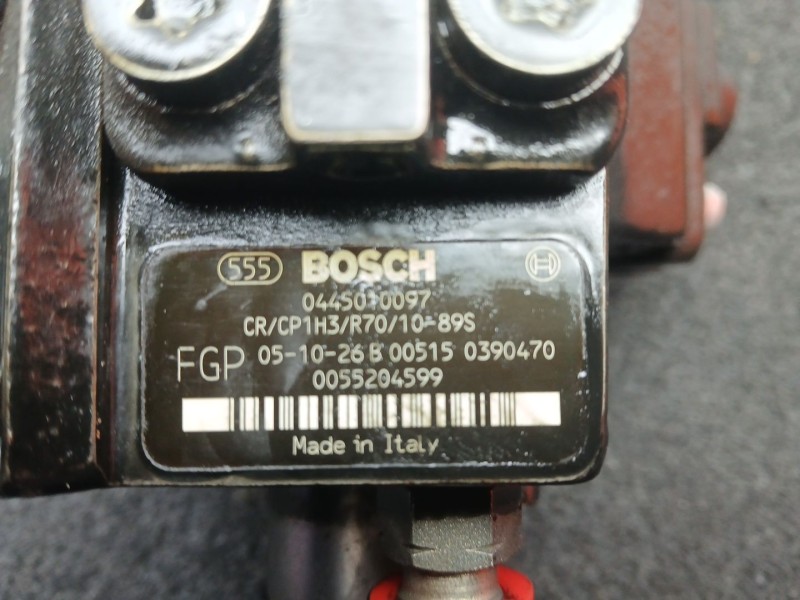 555 BOSCH
0445010097
CR/CP1H3/R70/10-89S
FGP 05-10-26 B 00515 0390470
0055204599
Made in Italy